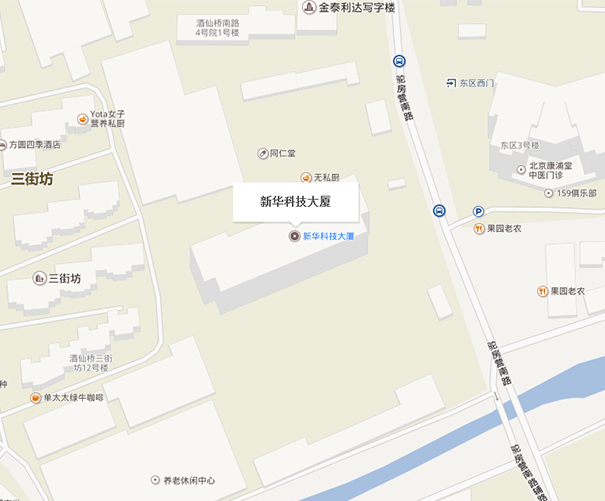 金泰利达写字楼
酒仙桥南路
4号院1号楼
驼房营南路
东区西门
Yota女子
营养私厨
方圆四季酒店
东区3号楼
同仁堂
北京康浦堂
中医门诊
三街坊
无私厨
159俱乐部
新华科技大厦
P
果园老农
新华科技大厦
三街坊
果园老农
驼房营南路
酒仙桥三街
坊12号楼
种
单太太绿牛咖啡
驼房营南路辅路
养老休闲中心